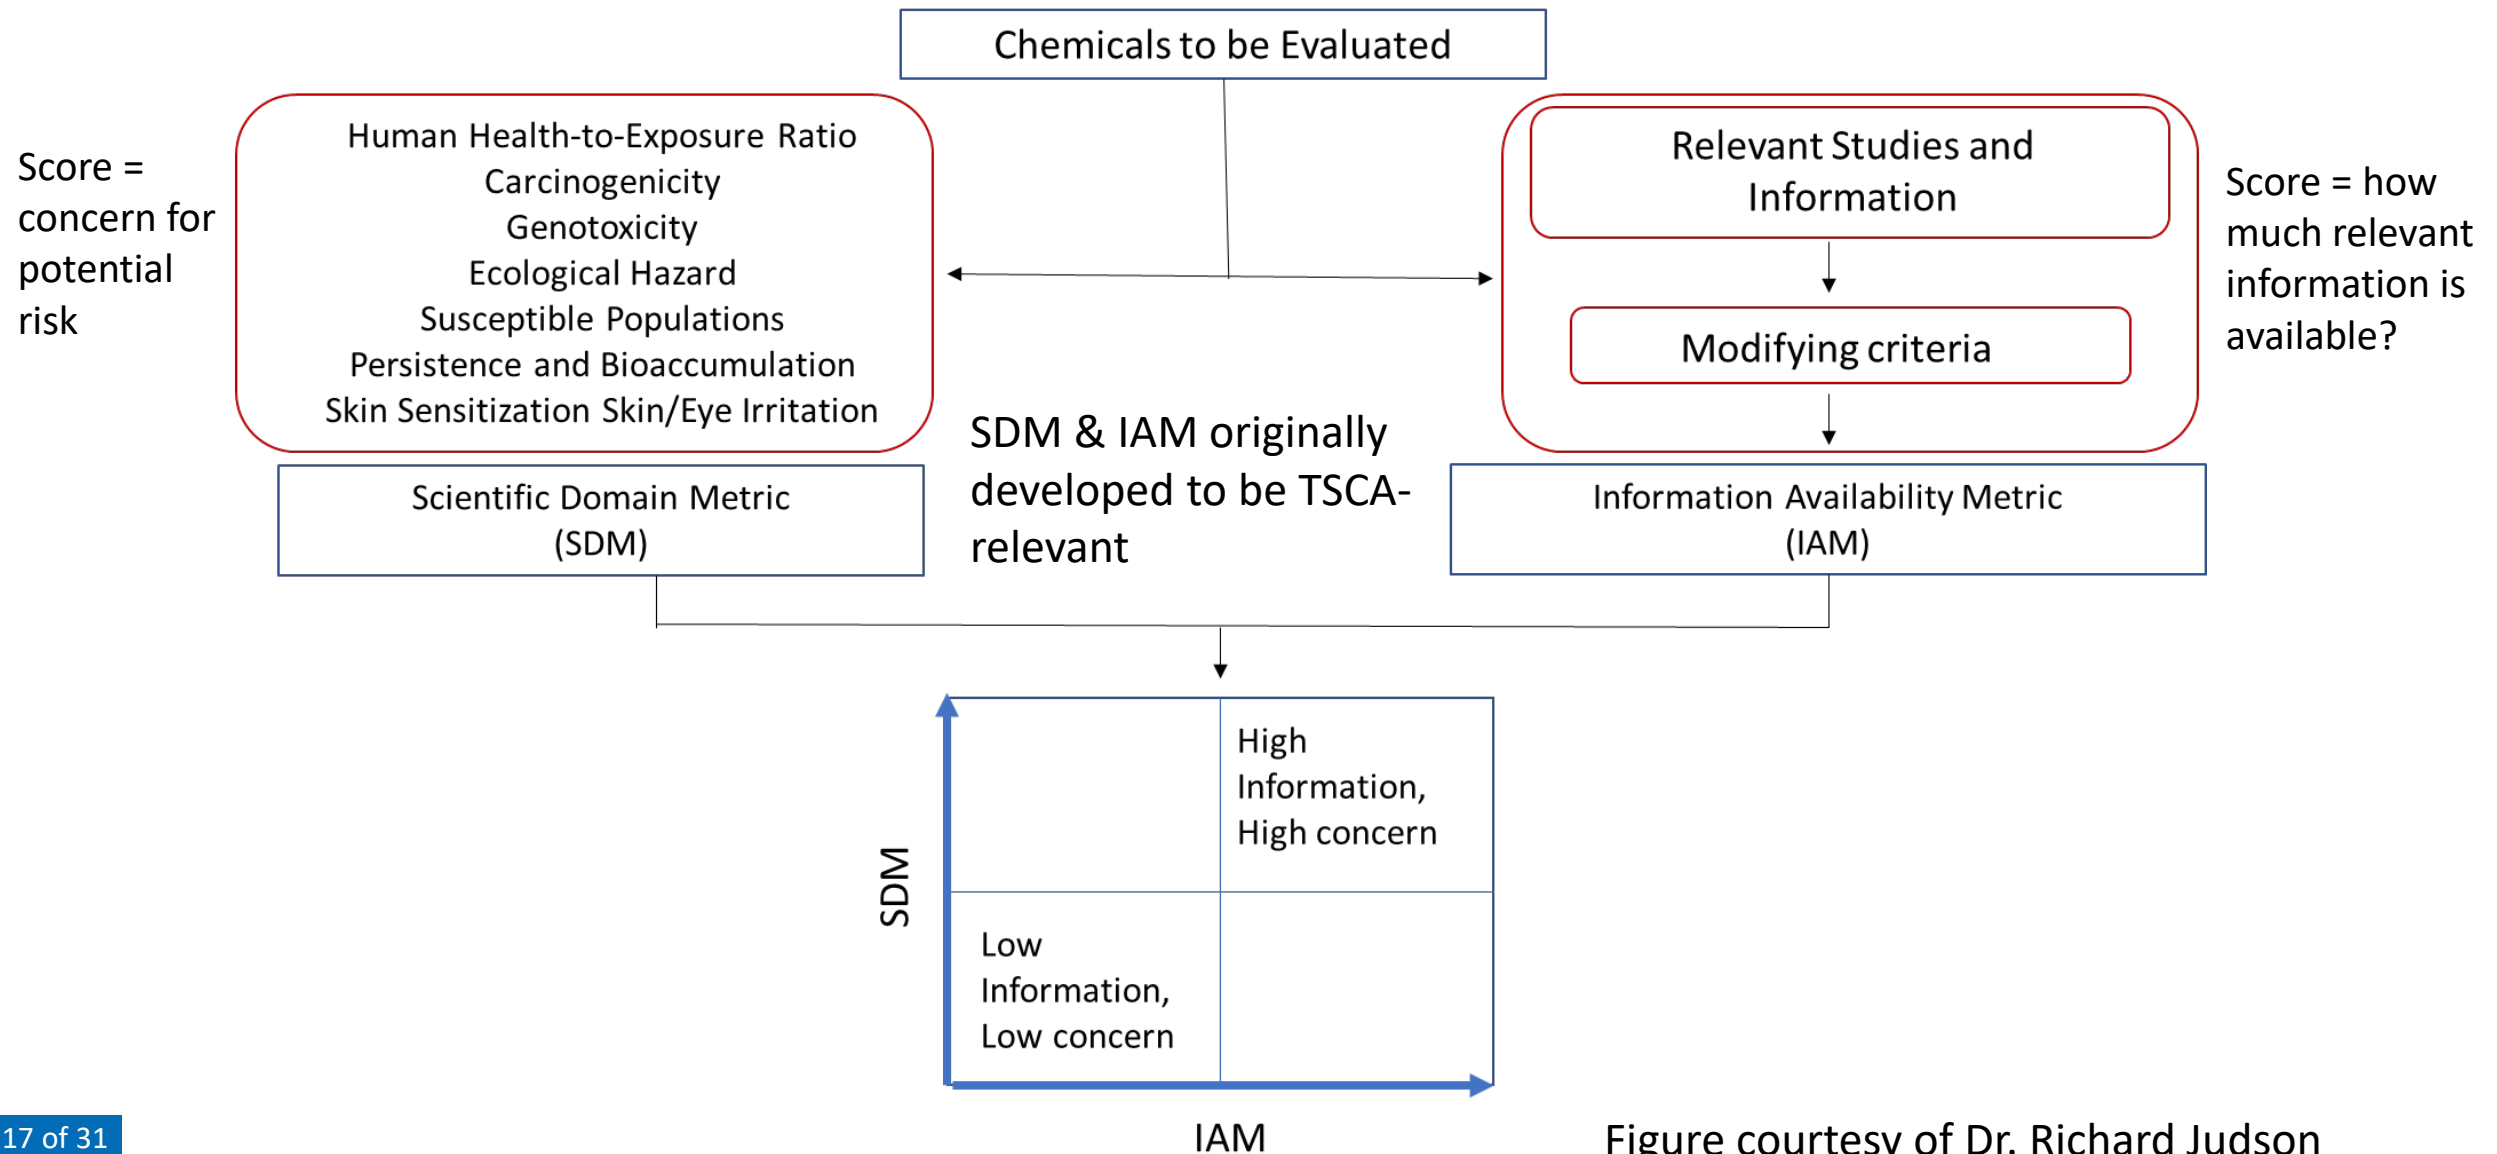 Chemicals to be Evaluated
Score =
concern for
potential
risk
Human Health-to-Exposure Ratio
Carcinogenicity
Genotoxicity
Ecological Hazard
Susceptible Populations
Persistence and Bioaccumulation
Skin Sensitization Skin/Eye Irritation
Scientific Domain Metric
(SDM)
SDM & IAM originally
developed to be TSCA-
relevant
Relevant Studies and
Information
Modifying criteria
Information Availability Metric
(IAM)
Score = how
much relevant
information is
available?
SDM
High
Information,
High concern
Low
Information,
Low concern
IAM
17 of 31
Figure courtesy of Dr. Richard Judson